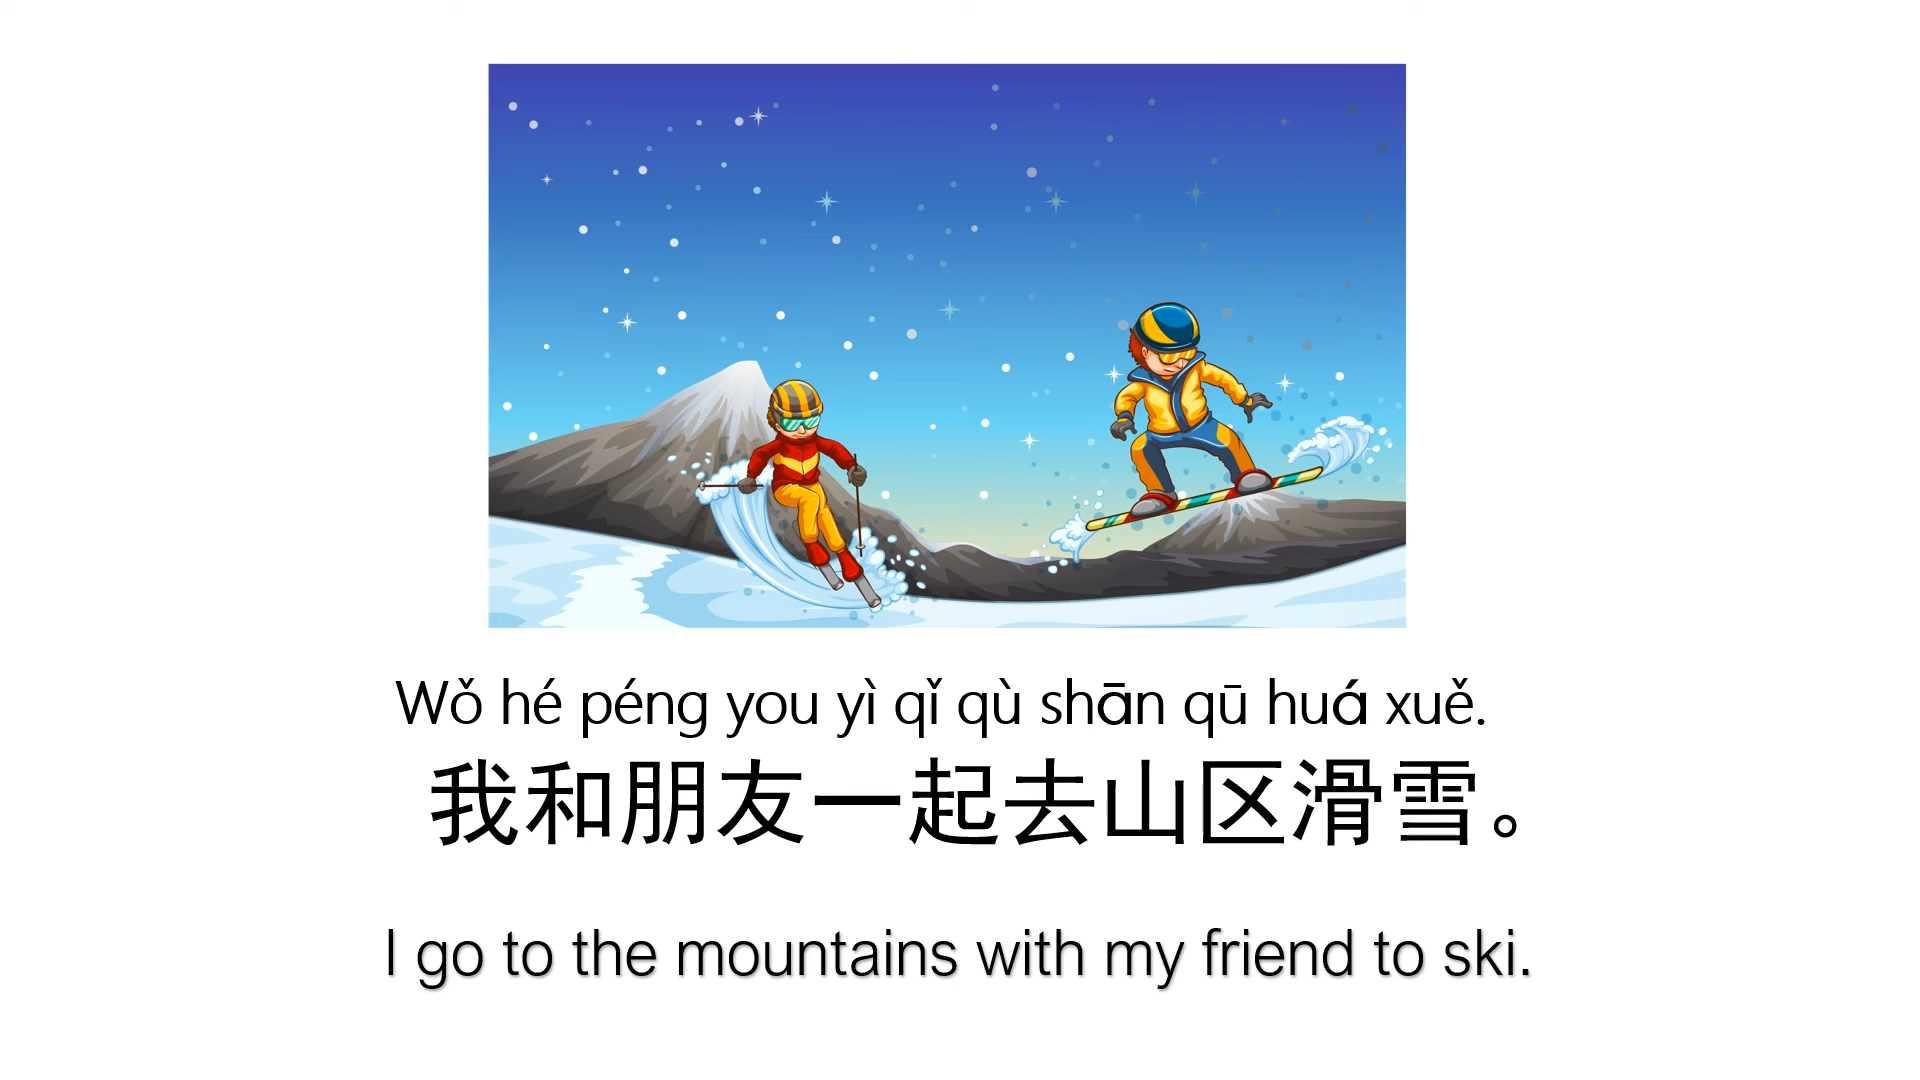 Wǒ hé péng you yì qǐ qù shān qū huá xuě.
我和朋友一起去山区滑雪。
I go to the mountains with my friend to ski.